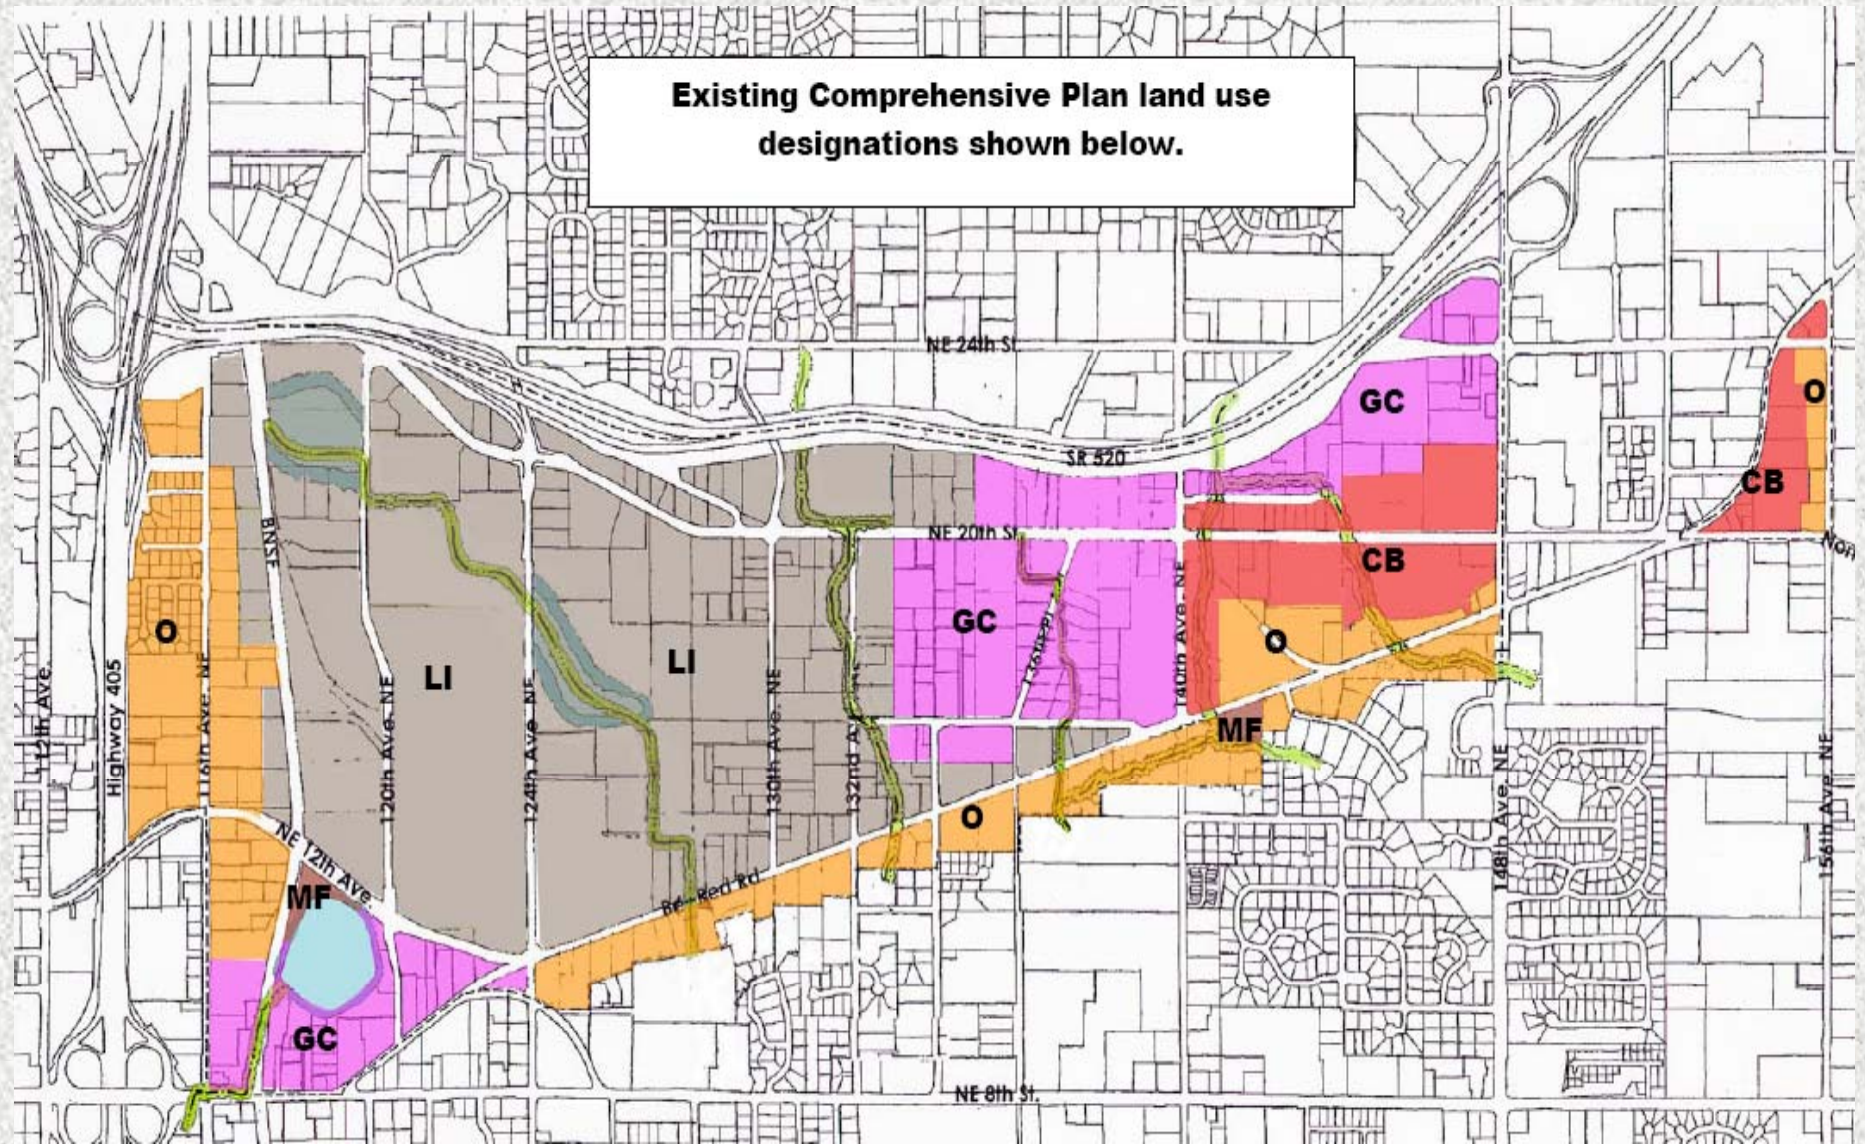 Existing Comprehensive Plan land use
designations shown below.
NE 24th St.
GC
O
SR 520
CB
NE 20th St.
BNSF
CB
O
GC
O
LI
LI
MF
140th Ave. NE
112th Ave.
Highway 405
116th Ave. NE
120th Ave. NE
124th Ave. NE
130th Ave. NE
132nd Av
148th Ave. NE
156th Ave. NE
O
NE 12th Ave.
MF
Bel-Red Rd
GC
NE 8th St.